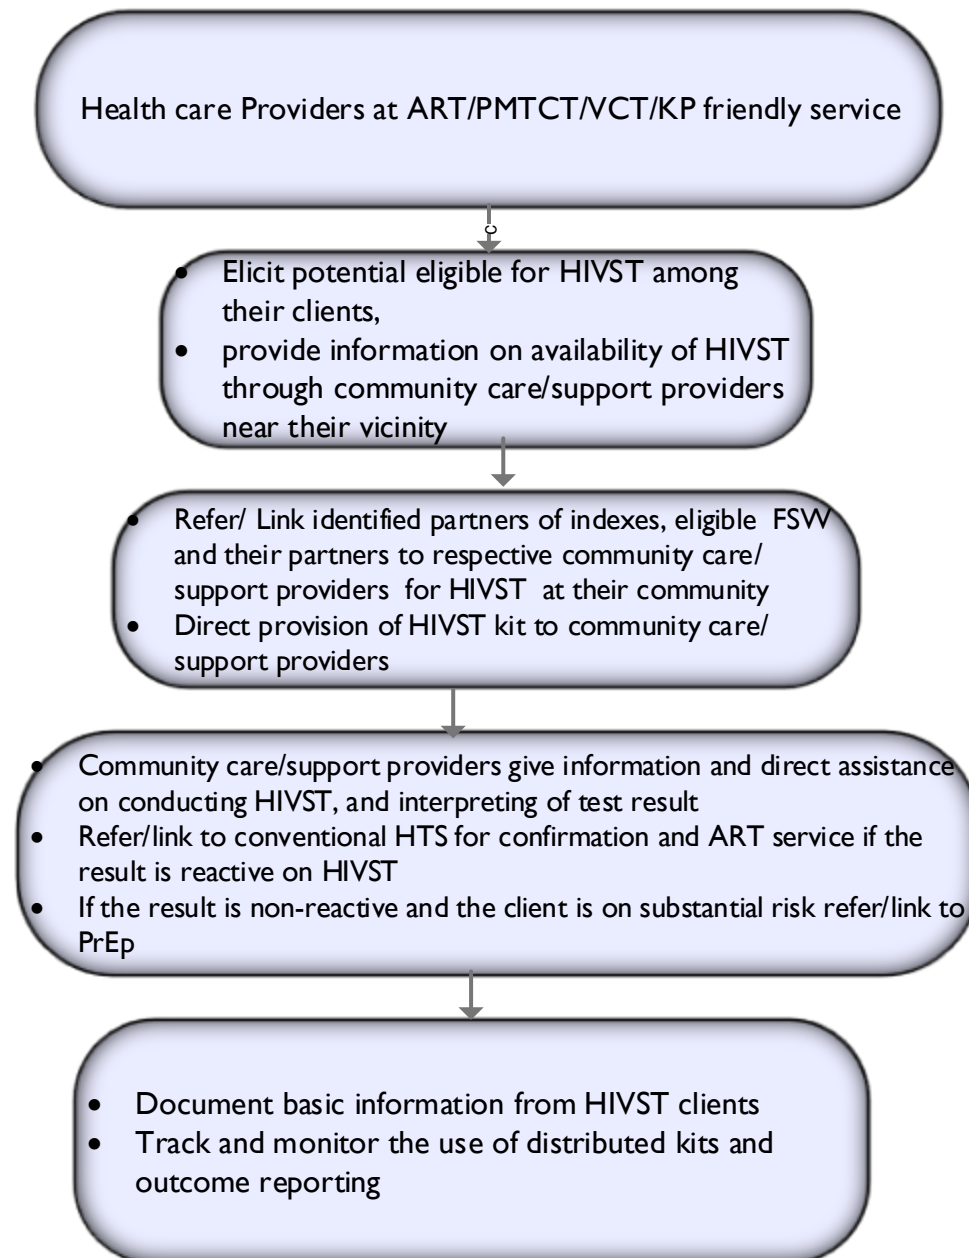 Health care Providers at ART/PMTCT/VCT/KP friendly service
c
• Elicit potential eligible for HIVST among
their clients,
• provide information on availability of HIVST
through community care/support providers
near their vicinity
• Refer/ Link identified partners of indexes, eligible FSW
and their partners to respective community care/
support providers for HIVST at their community
• Direct provision of HIVST kit to community care/
support providers
• Community care/support providers give information and direct assistance
on conducting HIVST, and interpreting of test result
• Refer/link to conventional HTS for confirmation and ART service if the
result is reactive on HIVST
• If the result is non-reactive and the client is on substantial risk refer/link to
PrEp
• Document basic information from HIVST clients
• Track and monitor the use of distributed kits and
outcome reporting